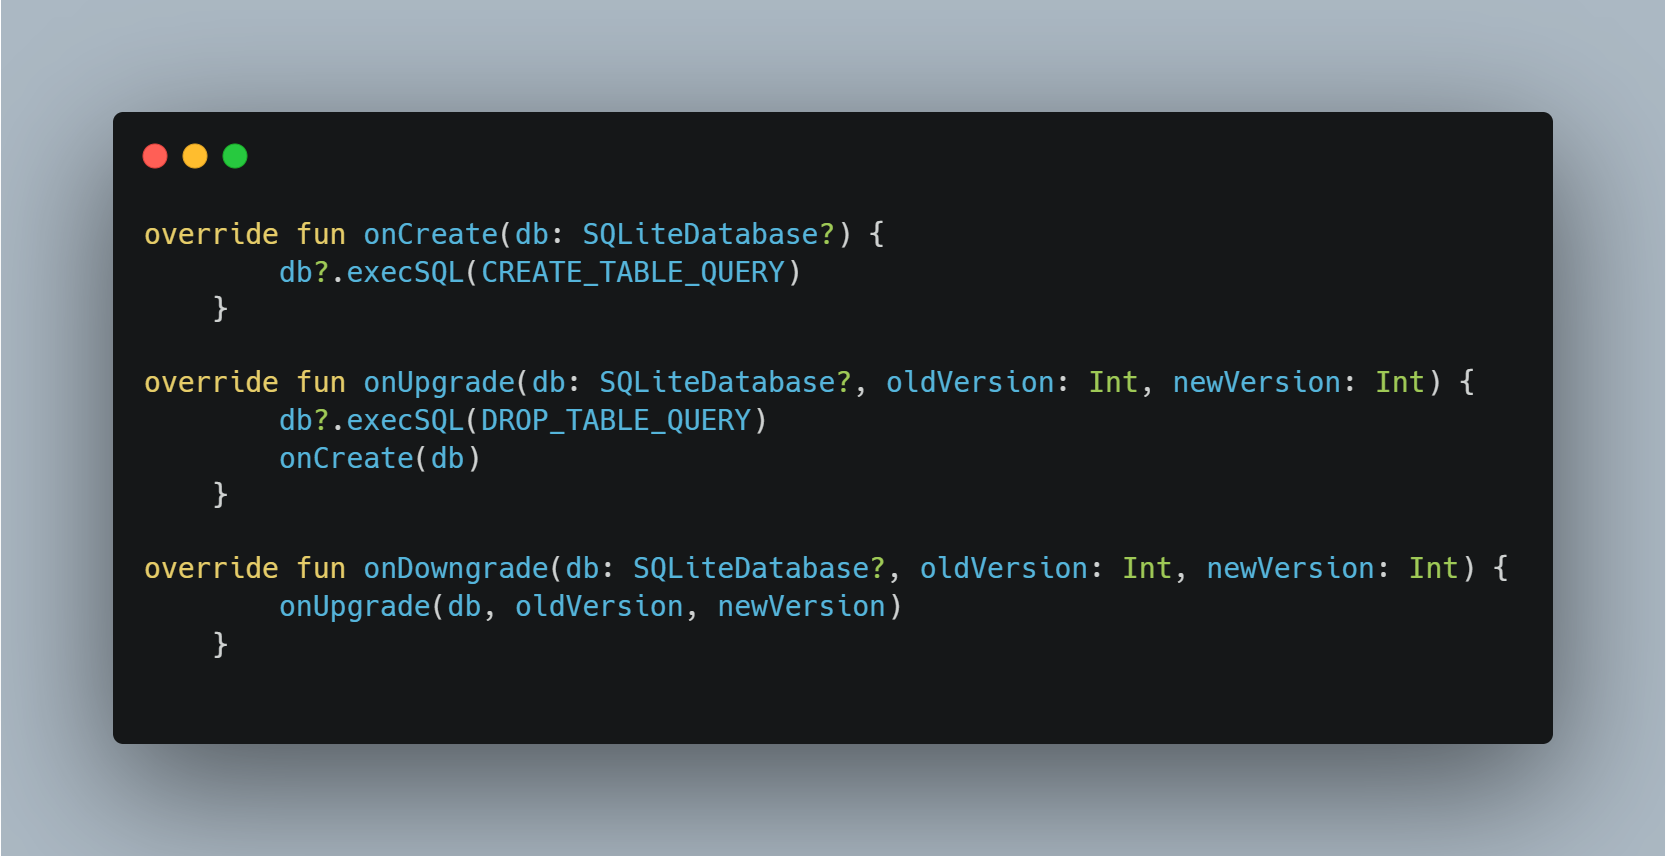 override fun onCreate(db: SQLiteDatabase?) {
        db?.execSQL(CREATE_TABLE_QUERY)
    }

override fun onUpgrade(db: SQLiteDatabase?, oldVersion: Int, newVersion: Int) {
        db?.execSQL(DROP_TABLE_QUERY)
        onCreate(db)
    }

override fun onDowngrade(db: SQLiteDatabase?, oldVersion: Int, newVersion: Int) {
        onUpgrade(db, oldVersion, newVersion)
    }